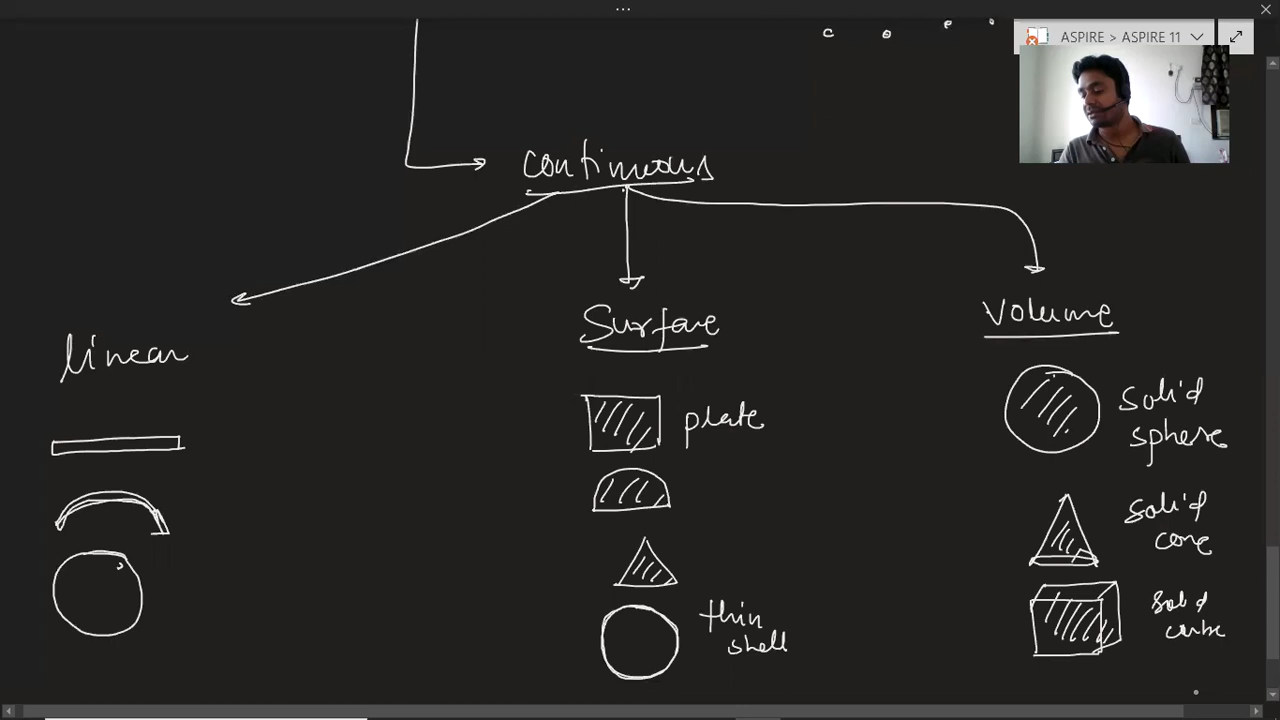 ASPIRE > ASPIRE 11
continuous
linear
Surface
Volume
plate
solid
sphere
solid
cone
thin
shell
solid
cube